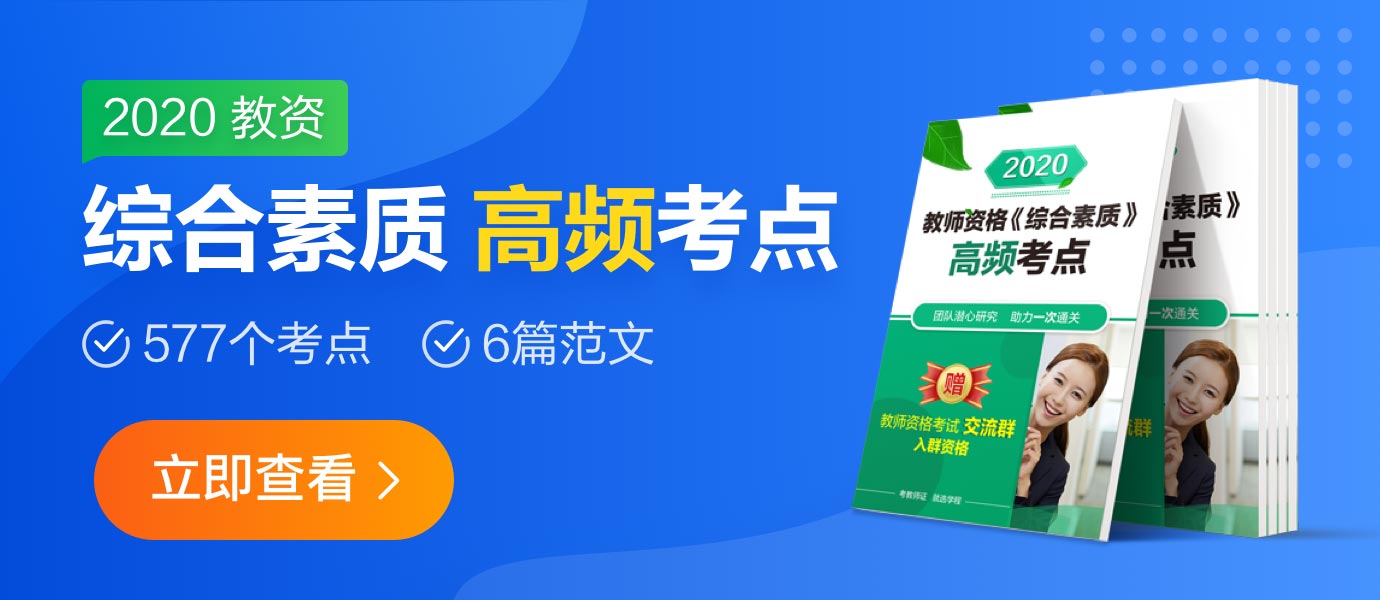 2020 教资
综合素质 高频考点
577个考点 6篇范文
立即查看
2020
教师资格《综合素质》
高频考点
团队潜心研究 助力一次通关
赠
教师资格考试 交流群
入群资格
考教师证 就选学程
素质》
点
一次通关
群